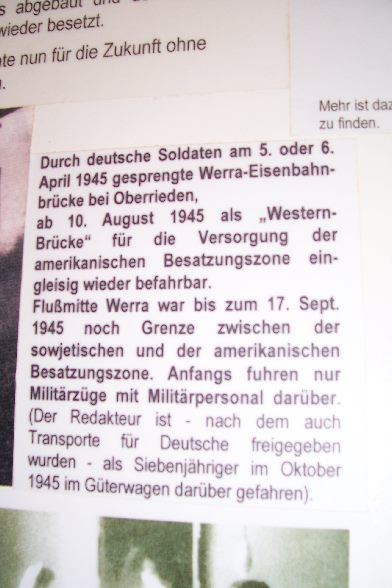 abgebaut und
wieder besetzt.
nun für die Zukunft ohne
Mehr ist
zu finden.
Durch deutsche Soldaten am 5. oder 6.
April 1945 gesprengte Werra-Eisenbahn-
brücke bei Oberrieden,
ab 10. August 1945 als „Western-
Brücke“ für die Versorgung der
amerikanischen Besatzungszone ein-
gleisig wieder befahrbar.
Flußmitte Werra war bis zum 17. Sept.
1945 noch Grenze zwischen der
sowjetischen und der amerikanischen
Besatzungszone. Anfangs fuhren nur
Militärzüge mit Militärpersonal darüber.
(Der Redakteur ist - nach dem auch
Transporte für Deutsche freigegeben
wurden - als Siebenjähriger im Oktober
1945 im Güterwagen darüber gefahren).